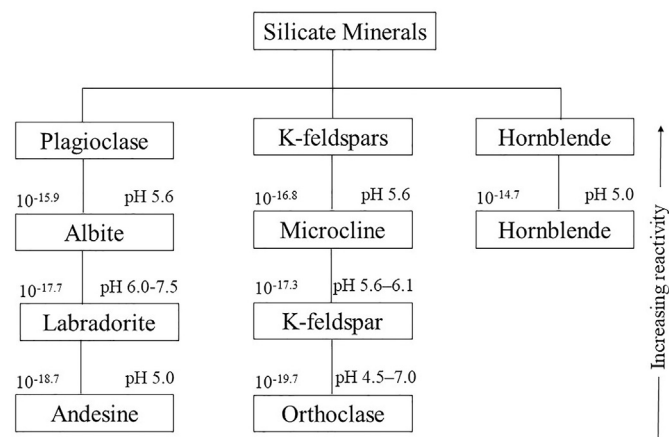 Silicate Minerals
Plagioclase K-feldspars Hornblende
10-15.9 pH 5.6 10-16.8 pH 5.6 10-14.7 pH 5.0
Albite Microcline Hornblende
10-17.7 pH 6.0-7.5 10-17.3 pH 5.6–6.1
Labradorite K-feldspar
10-18.7 pH 5.0 10-19.7 pH 4.5–7.0
Andesine Orthoclase
Increasing reactivity